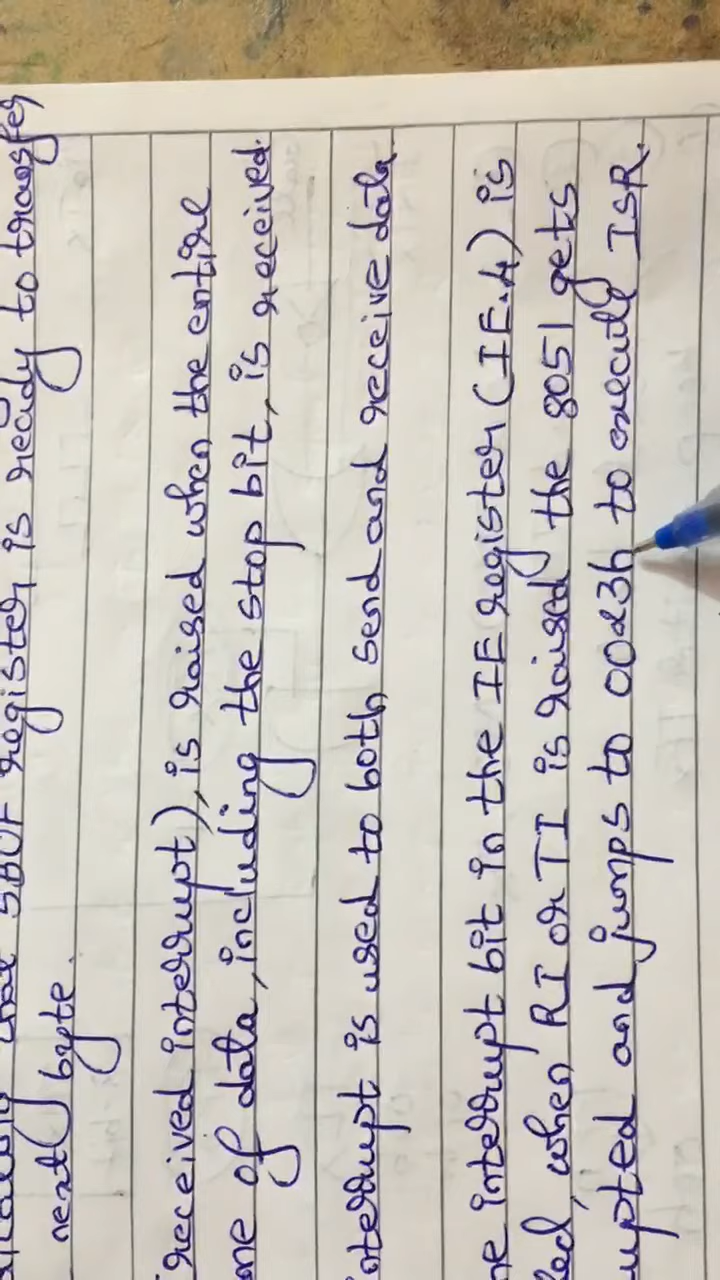 that SBUF register, is ready to transfer
next byte.
received interrupt), is raised when the entire
of data, including the stop bit, is received.
interrupt is used to both send and receive data.
interrupt bit in the IE register (IE.4) is
, when RI or TI is raised the 8051 gets
and jumps to 0023h to execute ISR.